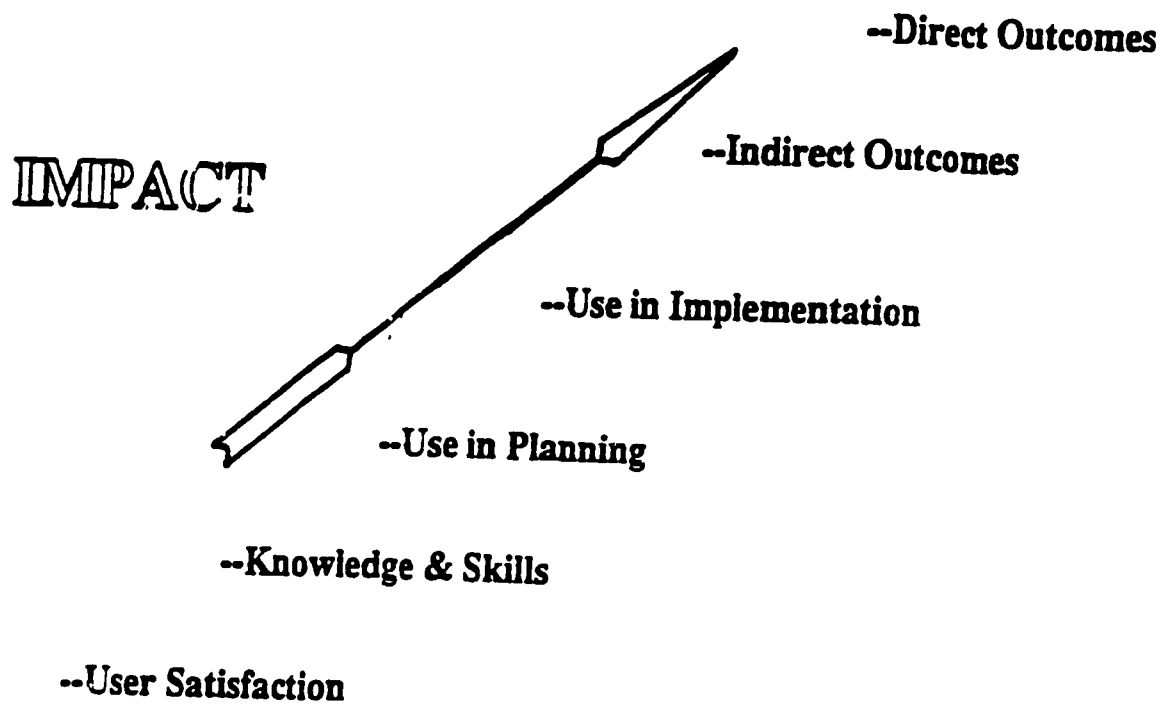 --Direct Outcomes
--Indirect Outcomes
IMPACT
--Use in Implementation
--Use in Planning
--Knowledge & Skills
--User Satisfaction